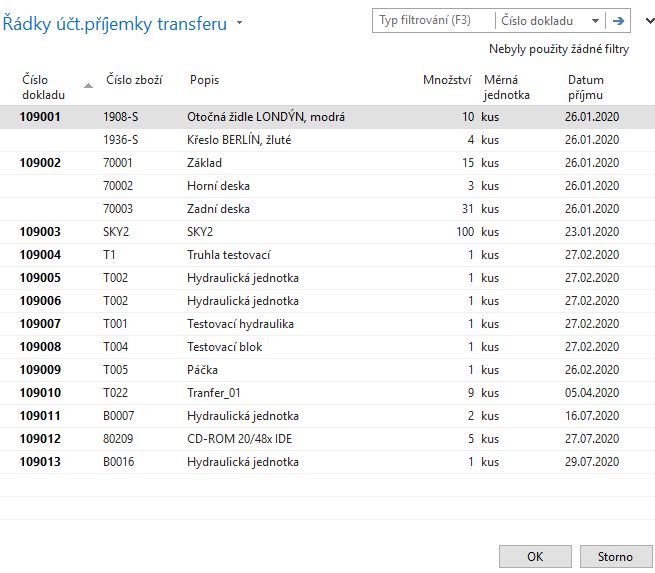 Řádky účt.příjemky transferu
Typ filtrování (F3) Číslo dokladu
Nebyly použity žádné filtry
Číslo dokladu Číslo zboží Popis Množství Měrná jednotka Datum příjmu
109001 1908-S Otočná židle LONDÝN, modrá 10 kus 26.01.2020
1936-S Křeslo BERLÍN, žluté 4 kus 26.01.2020
109002 70001 Základ 15 kus 26.01.2020
70002 Horní deska 3 kus 26.01.2020
70003 Zadní deska 31 kus 26.01.2020
109003 SKY2 SKY2 100 kus 23.01.2020
109004 T1 Truhla testovací 1 kus 27.02.2020
109005 T002 Hydraulická jednotka 1 kus 27.02.2020
109006 T002 Hydraulická jednotka 1 kus 27.02.2020
109007 T001 Testovací hydraulika 1 kus 27.02.2020
109008 T004 Testovací blok 1 kus 27.02.2020
109009 T005 Páčka 1 kus 26.02.2020
109010 T022 Tranfer_01 9 kus 05.04.2020
109011 B0007 Hydraulická jednotka 2 kus 16.07.2020
109012 80209 CD-ROM 20/48x IDE 5 kus 27.07.2020
109013 B0016 Hydraulická jednotka 1 kus 29.07.2020
OK Storno